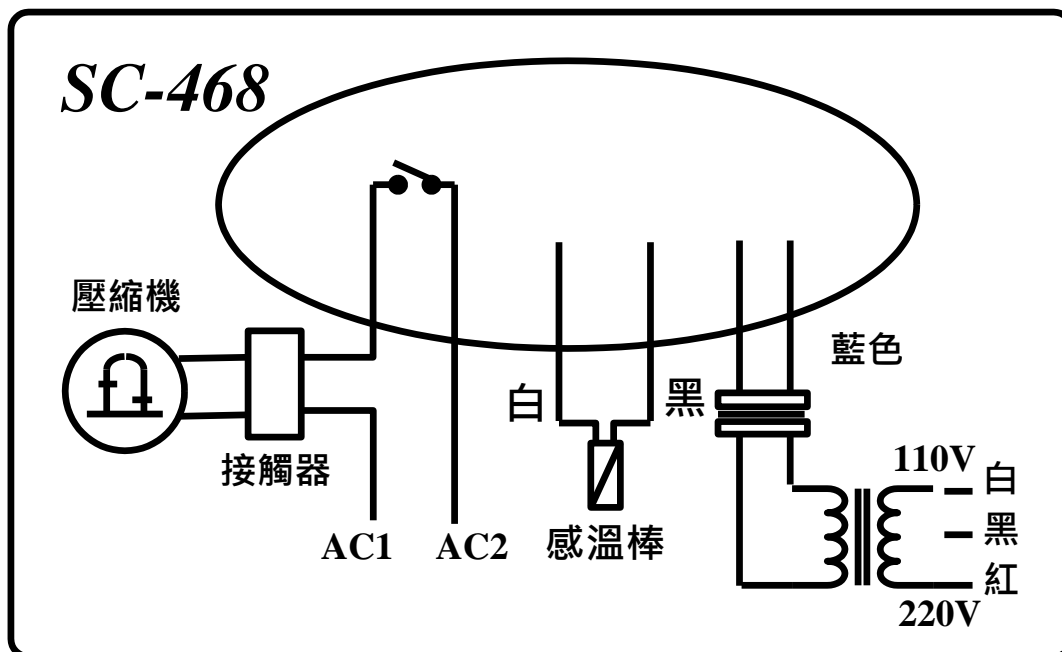 SC-468
壓縮機
藍色
白
黑
接觸器
110V
白
黑
AC1
AC2
感溫棒
紅
220V